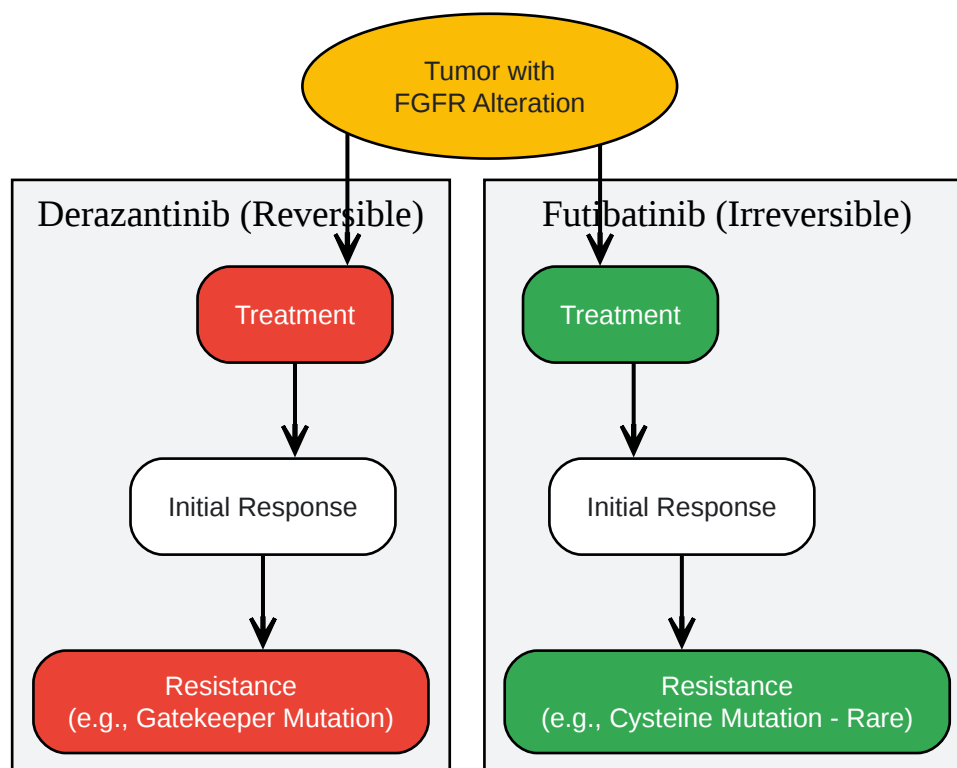 Tumor with
FGFR Alteration
Derazantinib (Reversible)
Treatment
Initial Response
Resistance
(e.g., Gatekeeper Mutation)
Futibatinib (Irreversible)
Treatment
Initial Response
Resistance
(e.g., Cysteine Mutation - Rare)